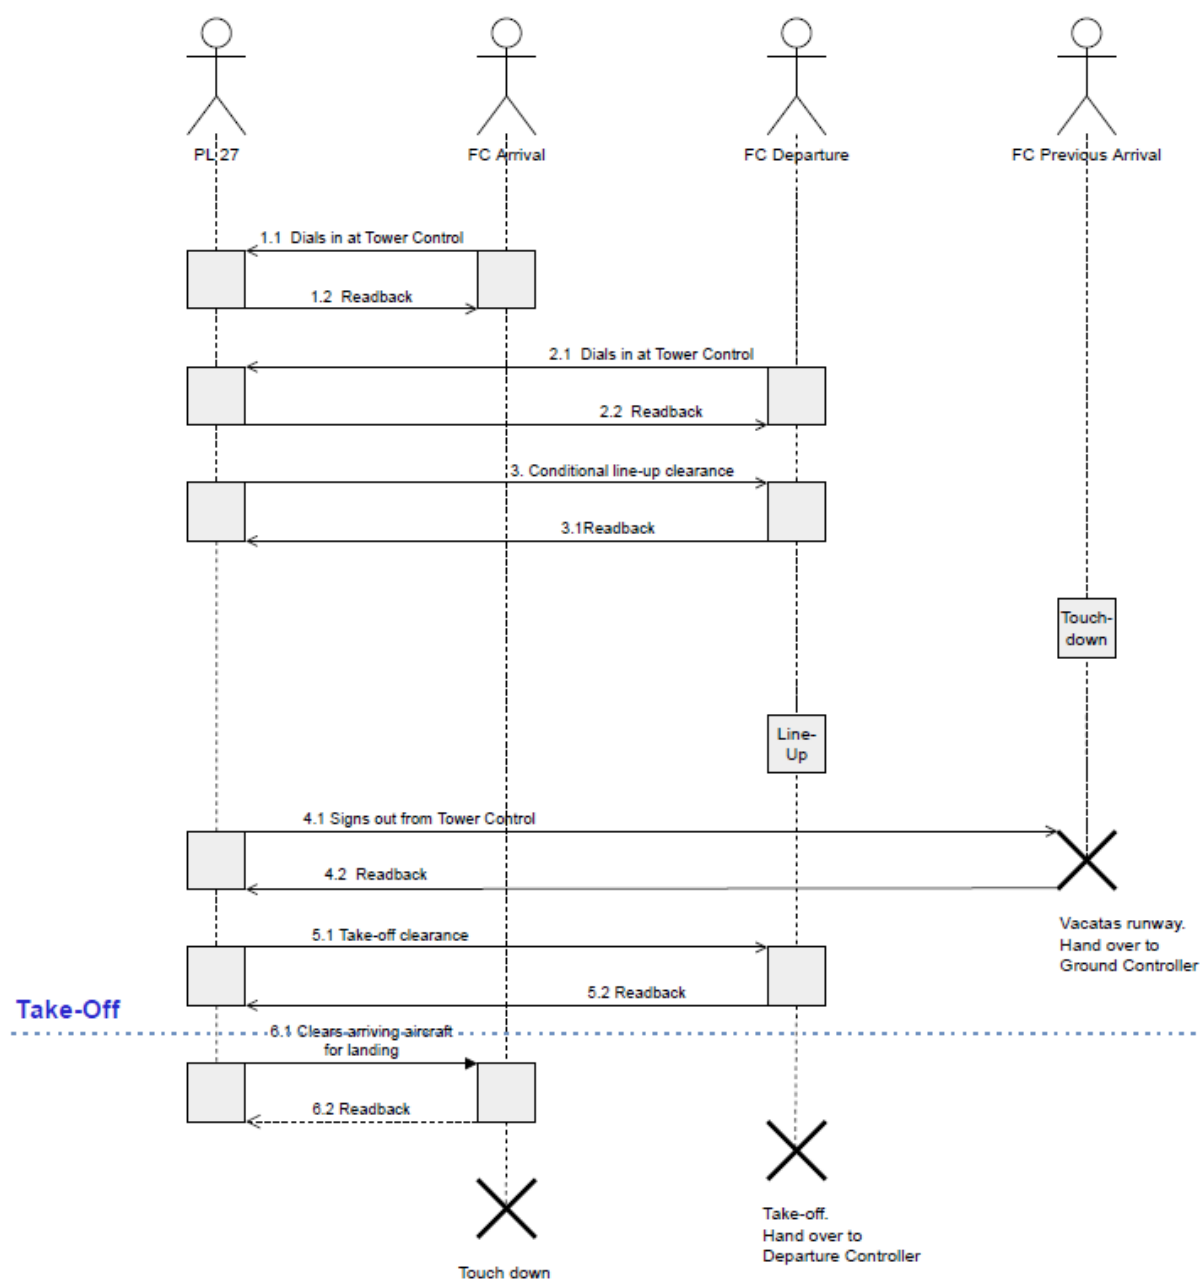 PL 27
FC Arrival
FC Departure
FC Previous Arrival
1.1 Dials in at Tower Control
1.2 Readback
2.1 Dials in at Tower Control
2.2 Readback
3. Conditional line-up clearance
3.1Readback
Touch-
down
Line-
Up
4.1 Signs out from Tower Control
4.2 Readback
Vacatas runway.
Hand over to
Ground Controller
5.1 Take-off clearance
5.2 Readback
Take-Off
6.1 Clears arriving aircraft
for landing
6.2 Readback
Take-off.
Hand over to
Departure Controller
Touch down